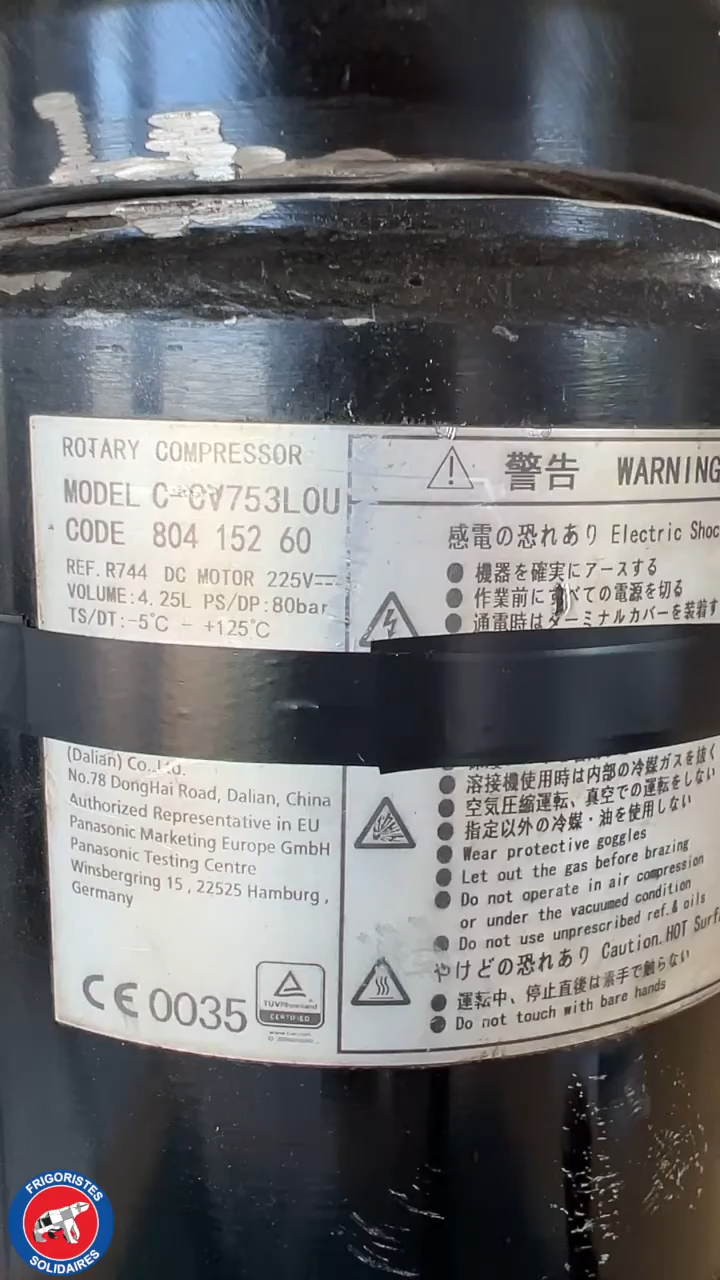 ROTARY COMPRESSOR
MODEL C-CV753L0U
CODE 804 152 60
REF. R744 DC MOTOR 225V
VOLUME:4.25L PS/DP:80bar
TS/DT:-5℃ - +125℃
(Dalian) Co.,Ltd.
No.78 DongHai Road, Dalian, China
Authorized Representative in EU
Panasonic Marketing Europe GmbH
Panasonic Testing Centre
Winsbergring 15, 22525 Hamburg,
Germany
CE 0035
TÜVRheinland
CERTIFIED
警告 WARNING
感電の恐れあり Electric Shoc
● 機器を確実にアースする
● 作業前にすべての電源を切る
● 通電時はターミナルカバーを装着す
● 溶接機使用時は内部の冷媒ガスを抜く
● 空気圧縮運転、真空での運転をしない
● 指定以外の冷媒・油を使用しない
● Wear protective goggles
● Let out the gas before brazing
● Do not operate in air compression
or under the vacuumed condition
● Do not use unprescribed ref.& oils
やけどの恐れあり Caution.HOT Surf
● 運転中、停止直後は素手で触らない
● Do not touch with bare hands
FRIGORISTES
SOLIDAIRES